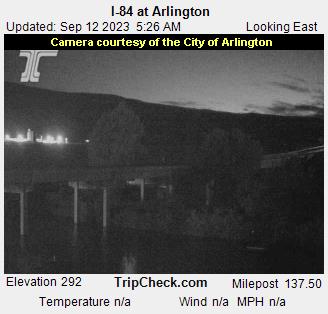 I-84 at Arlington
Updated: Sep 12 2023 5:26 AM Looking East
Camera courtesy of the City of Arlington
Elevation 292 TripCheck.com Milepost 137.50
Temperature n/a Wind n/a MPH n/a